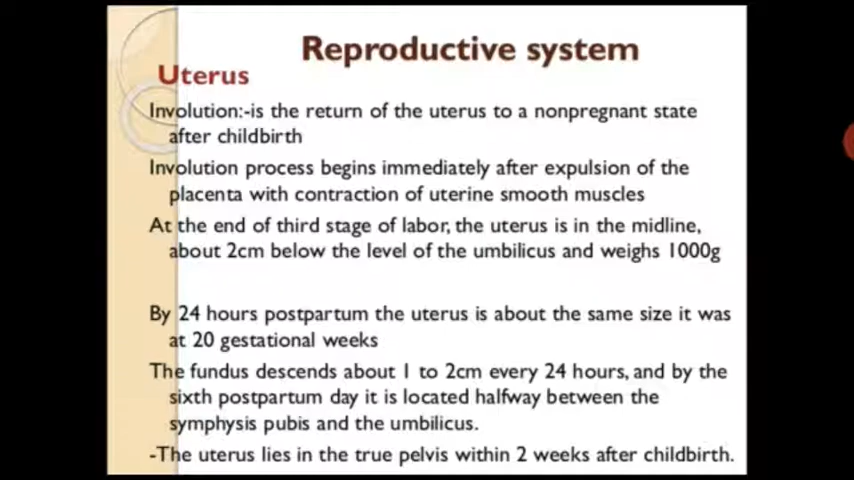 Reproductive system
Uterus
Involution:-is the return of the uterus to a nonpregnant state
after childbirth
Involution process begins immediately after expulsion of the
placenta with contraction of uterine smooth muscles
At the end of third stage of labor, the uterus is in the midline,
about 2cm below the level of the umbilicus and weighs 1000g
By 24 hours postpartum the uterus is about the same size it was
at 20 gestational weeks
The fundus descends about 1 to 2cm every 24 hours, and by the
sixth postpartum day it is located halfway between the
symphysis pubis and the umbilicus.
-The uterus lies in the true pelvis within 2 weeks after childbirth.